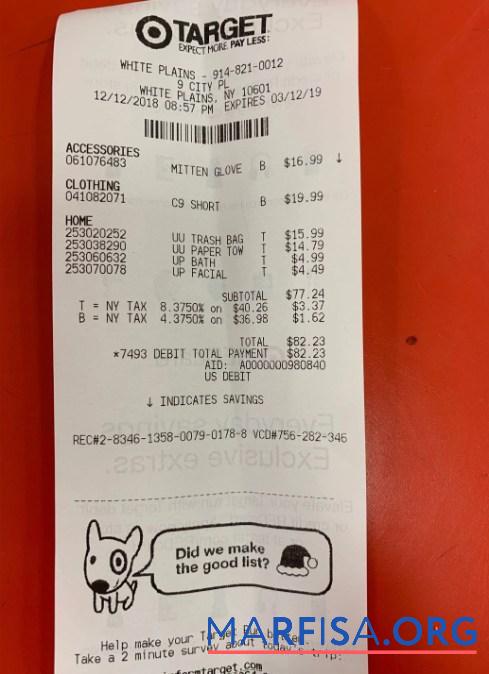 TARGET
EXPECT MORE. PAY LESS.
WHITE PLAINS - 914-821-0012
9 CITY PL
WHITE PLAINS, NY 10601
12/12/2018 08:57 PM EXPIRES 03/12/19
ACCESSORIES
061076483 MITTEN GLOVE B $16.99 ↓
CLOTHING
041082071 C9 SHORT B $19.99
HOME
253020252 UU TRASH BAG T $15.99
253038290 UU PAPER TOW T $14.79
253060632 UP BATH T $4.99
253070078 UP FACIAL T $4.49
SUBTOTAL $77.24
T = NY TAX 8.3750% on $40.26 $3.37
B = NY TAX 4.3750% on $36.98 $1.62
TOTAL $82.23
*7493 DEBIT TOTAL PAYMENT $82.23
AID: A0000000980840
US DEBIT
↓ INDICATES SAVINGS
REC#2-8346-1358-0079-0178-8 VCD#756-282-346
Did we make
the good list?
Help make your Target Run better.
Take a 2 minute survey about today's trip:
informtarget.com
MARFISA.ORG